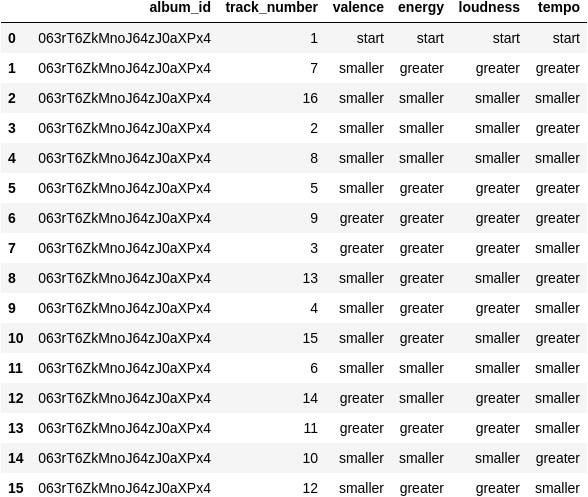 album_id track_number valence energy loudness tempo
0 063rT6ZkMnoJ64zJ0aXPx4 1 start start start start
1 063rT6ZkMnoJ64zJ0aXPx4 7 smaller greater greater greater
2 063rT6ZkMnoJ64zJ0aXPx4 16 smaller smaller smaller smaller
3 063rT6ZkMnoJ64zJ0aXPx4 2 smaller smaller smaller greater
4 063rT6ZkMnoJ64zJ0aXPx4 8 smaller smaller smaller smaller
5 063rT6ZkMnoJ64zJ0aXPx4 5 smaller greater greater greater
6 063rT6ZkMnoJ64zJ0aXPx4 9 greater greater greater greater
7 063rT6ZkMnoJ64zJ0aXPx4 3 greater greater greater smaller
8 063rT6ZkMnoJ64zJ0aXPx4 13 smaller greater smaller greater
9 063rT6ZkMnoJ64zJ0aXPx4 4 smaller greater greater smaller
10 063rT6ZkMnoJ64zJ0aXPx4 15 smaller greater smaller greater
11 063rT6ZkMnoJ64zJ0aXPx4 6 smaller smaller smaller smaller
12 063rT6ZkMnoJ64zJ0aXPx4 14 greater smaller greater smaller
13 063rT6ZkMnoJ64zJ0aXPx4 11 greater greater greater smaller
14 063rT6ZkMnoJ64zJ0aXPx4 10 smaller smaller smaller greater
15 063rT6ZkMnoJ64zJ0aXPx4 12 smaller greater greater smaller